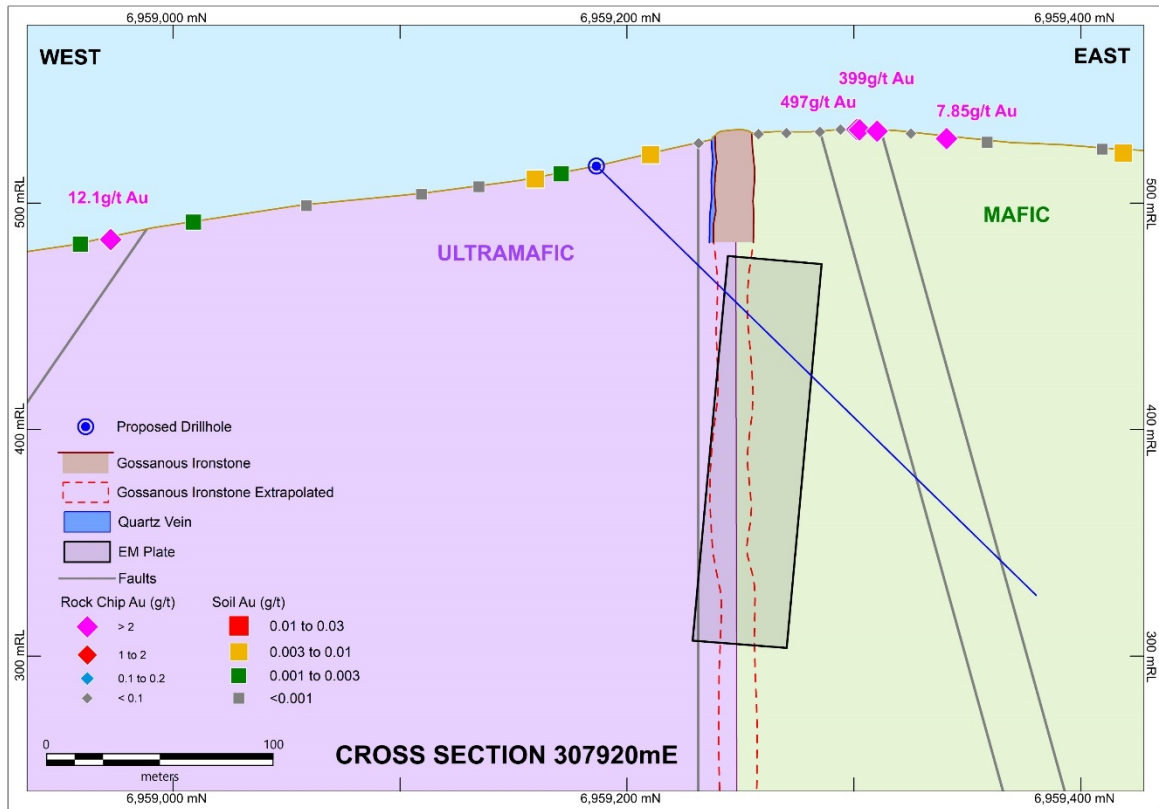 6,959,000 mN
6,959,200 mN
6,959,400 mN
WEST
EAST
399g/t Au
497g/t Au
7.85g/t Au
12.1g/t Au
500 mRL
500 mRL
ULTRAMAFIC
MAFIC
400 mRL
400 mRL
Proposed Drillhole
Gossanous Ironstone
Gossanous Ironstone Extrapolated
Quartz Vein
EM Plate
Faults
Rock Chip Au (g/t)
> 2
1 to 2
0.1 to 0.2
< 0.1
Soil Au (g/t)
0.01 to 0.03
0.003 to 0.01
0.001 to 0.003
<0.001
300 mRL
300 mRL
0
100
meters
CROSS SECTION 307920mE
6,959,000 mN
6,959,200 mN
6,959,400 mN